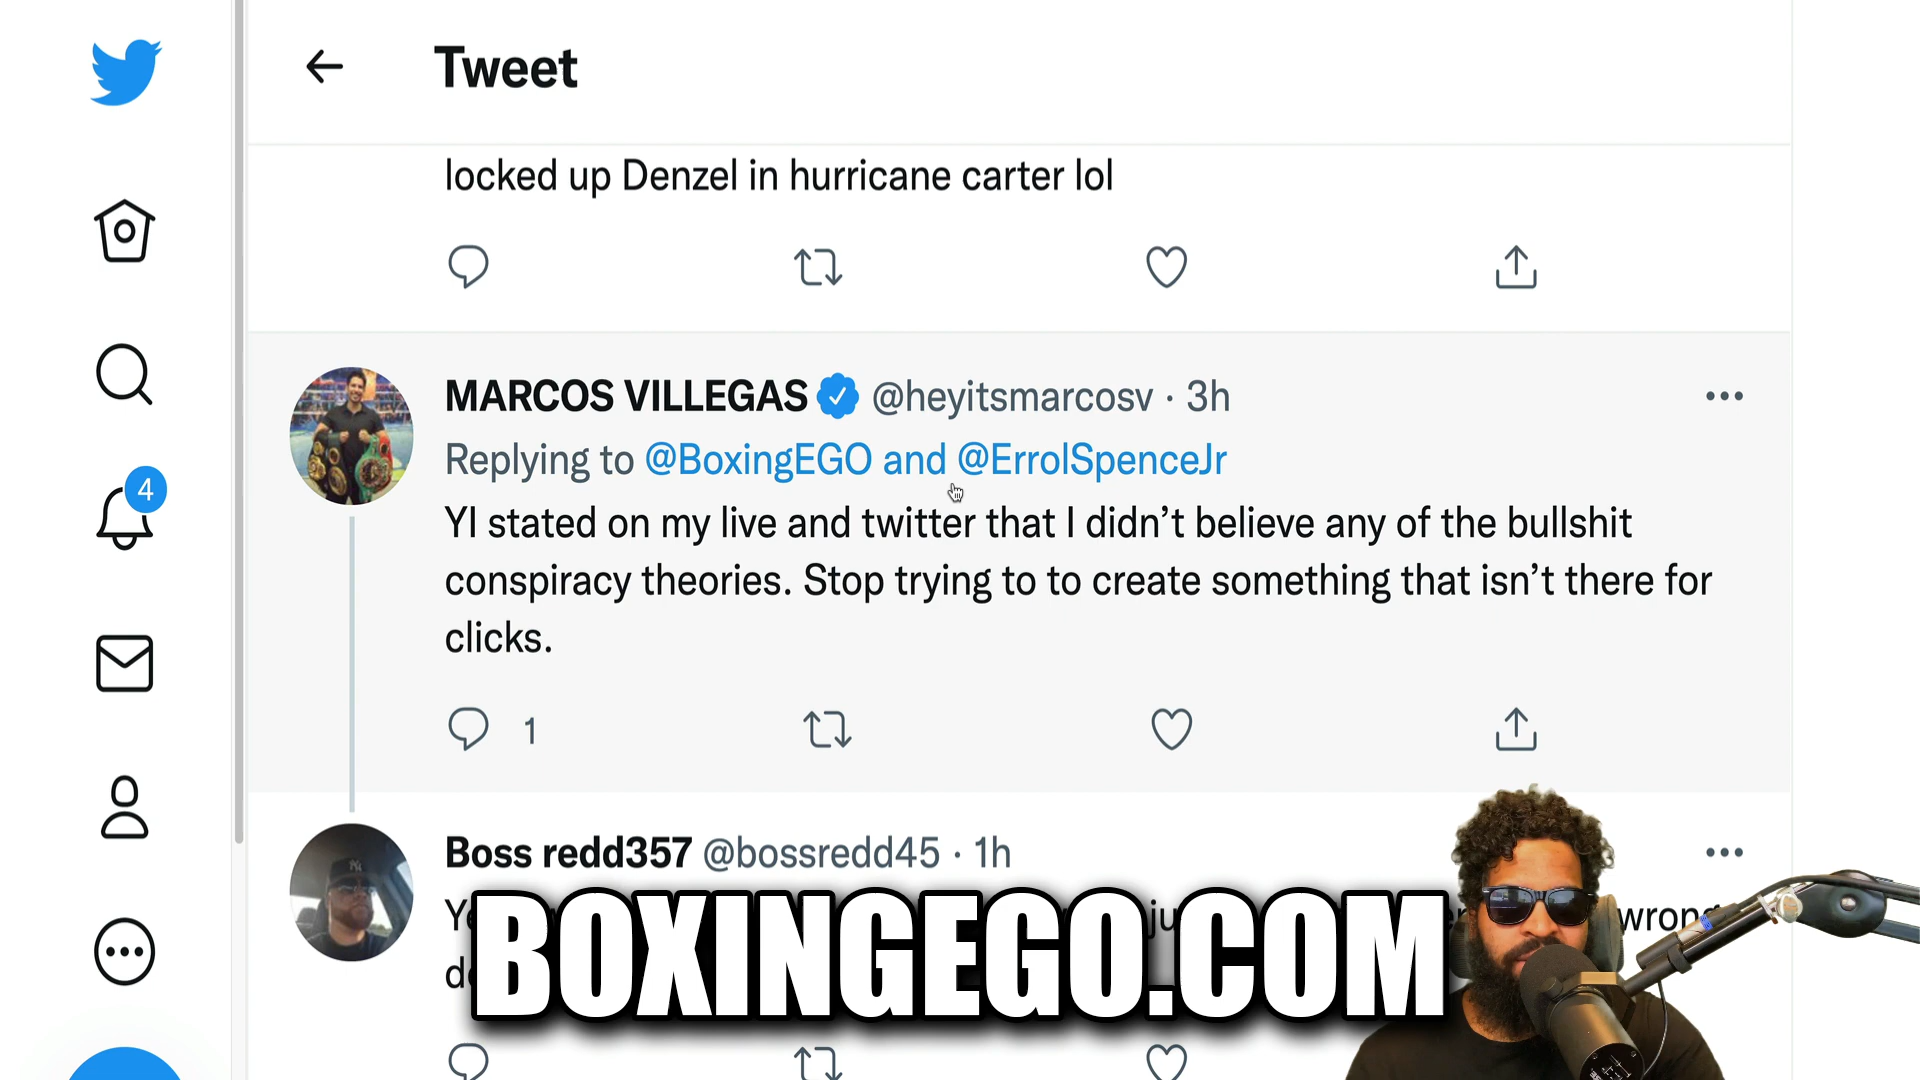 Tweet
locked up Denzel in hurricane carter lol
MARCOS VILLEGAS @heyitsmarcosv · 3h
Replying to @BoxingEGO and @ErrolSpenceJr
YI stated on my live and twitter that I didn't believe any of the bullshit
conspiracy theories. Stop trying to to create something that isn't there for
clicks.
1
4
Boss redd357 @bossredd45 · 1h
wrong
BOXINGEGO.COM